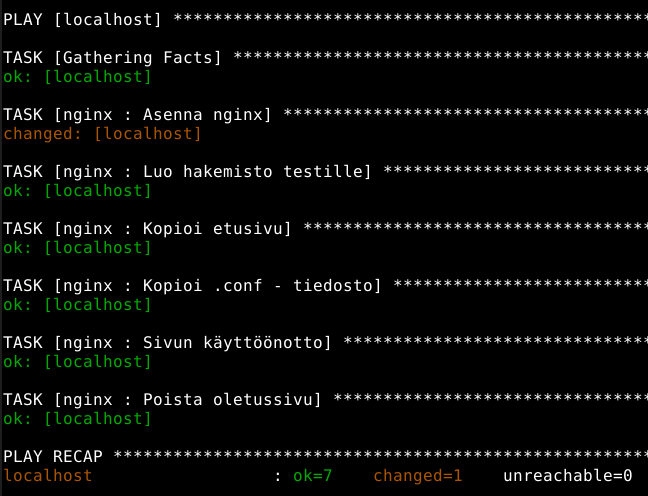 PLAY [localhost] ************************************************
TASK [Gathering Facts] ******************************************
ok: [localhost]
TASK [nginx : Asenna nginx] *************************************
changed: [localhost]
TASK [nginx : Luo hakemisto testille] ***************************
ok: [localhost]
TASK [nginx : Kopioi etusivu] ***********************************
ok: [localhost]
TASK [nginx : Kopioi .conf - tiedosto] **************************
ok: [localhost]
TASK [nginx : Sivun käyttöönotto] *******************************
ok: [localhost]
TASK [nginx : Poista oletussivu] ********************************
ok: [localhost]
PLAY RECAP ******************************************************
localhost                  : ok=7    changed=1    unreachable=0